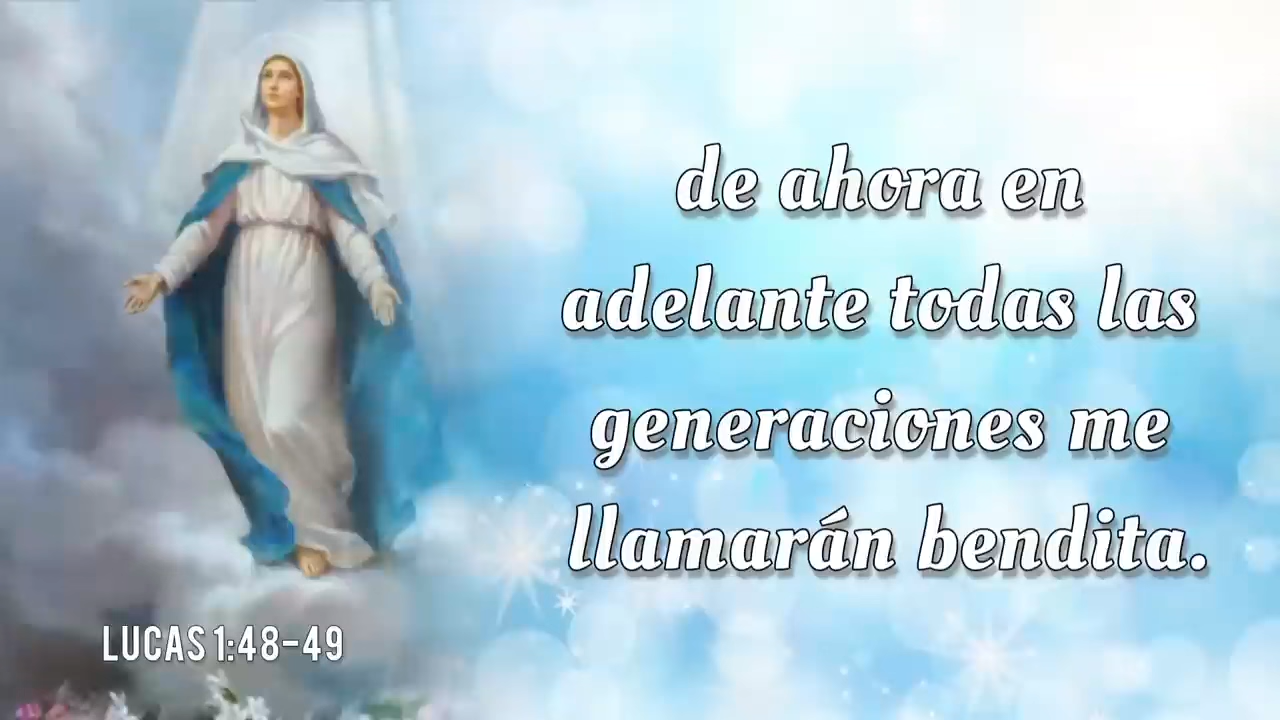 de ahora en
adelante todas las
generaciones me
llamarán bendita.
LUCAS 1:48-49